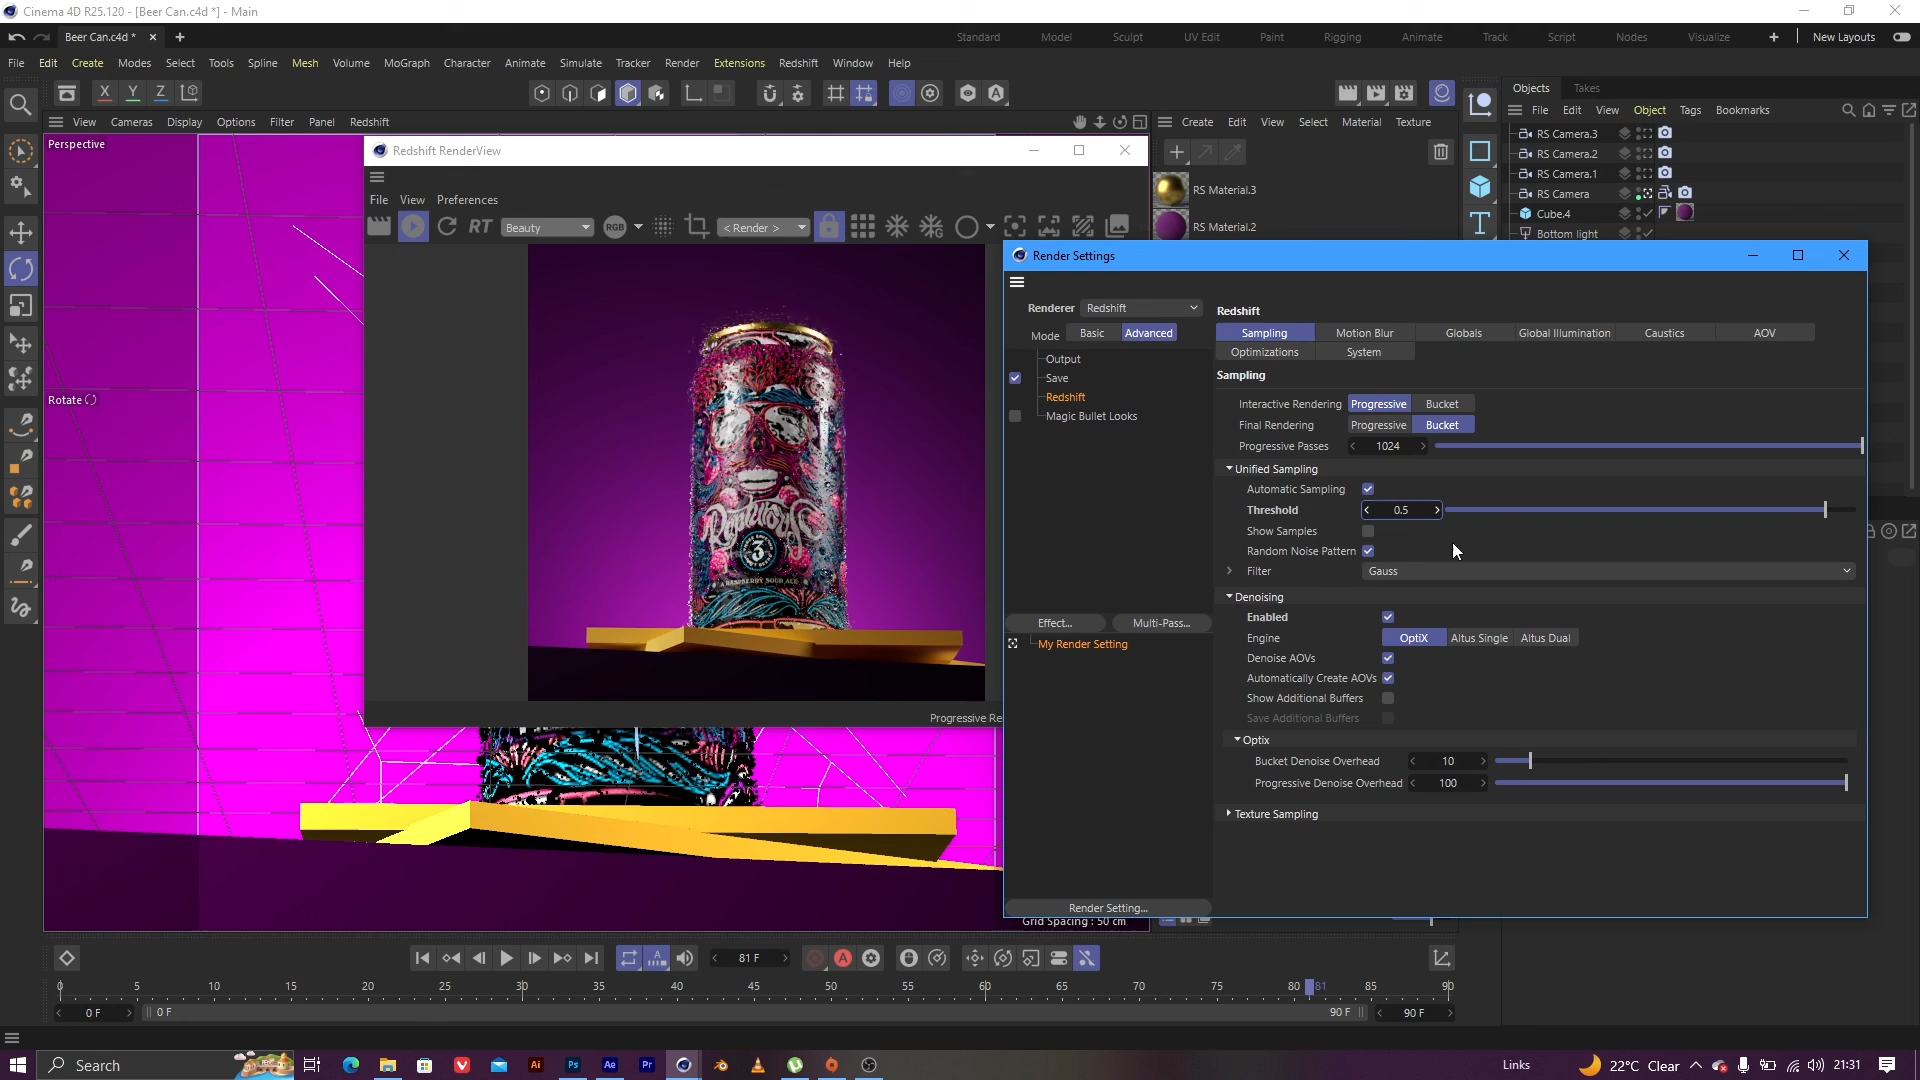 Cinema 4D R25.120 - [Beer Can.c4d *] - Main
Beer Can.c4d *
Standard Model Sculpt UV Edit Paint Rigging Animate Track Script Nodes Visualize New Layouts
File Edit Create Modes Select Tools Spline Mesh Volume MoGraph Character Animate Simulate Tracker Render Extensions Redshift Window Help
X Y Z
Objects Takes
File Edit View Object Tags Bookmarks
View Cameras Display Options Filter Panel Redshift
Create Edit View Select Material Texture
Perspective
Redshift RenderView
RS Camera.3
RS Camera.2
RS Camera.1
RS Camera
Cube.4
Bottom light
RS Material.3
RS Material.2
File View Preferences
RT Beauty RGB < Render >
Rotate
Render Settings
Renderer Redshift
Mode Basic Advanced
Output
Save
Redshift
Magic Bullet Looks
Effect... Multi-Pass...
My Render Setting
Render Setting...
Redshift
Sampling Motion Blur Globals Global Illumination Caustics AOV
Optimizations System
Sampling
Interactive Rendering Progressive Bucket
Final Rendering Progressive Bucket
Progressive Passes 1024
Unified Sampling
Automatic Sampling
Threshold 0.5
Show Samples
Random Noise Pattern
Filter Gauss
Denoising
Enabled
Engine OptiX Altus Single Altus Dual
Denoise AOVs
Automatically Create AOVs
Show Additional Buffers
Save Additional Buffers
Optix
Bucket Denoise Overhead 10
Progressive Denoise Overhead 100
Texture Sampling
3
A RASPBERRY SOUR ALE
Progressive Re
Grid Spacing : 50 cm
81 F
0 5 10 15 20 25 30 35 40 45 50 55 60 65 70 75 80 81 85 90
0 F 0 F 90 F 90 F
Search
Links 22°C Clear 21:31